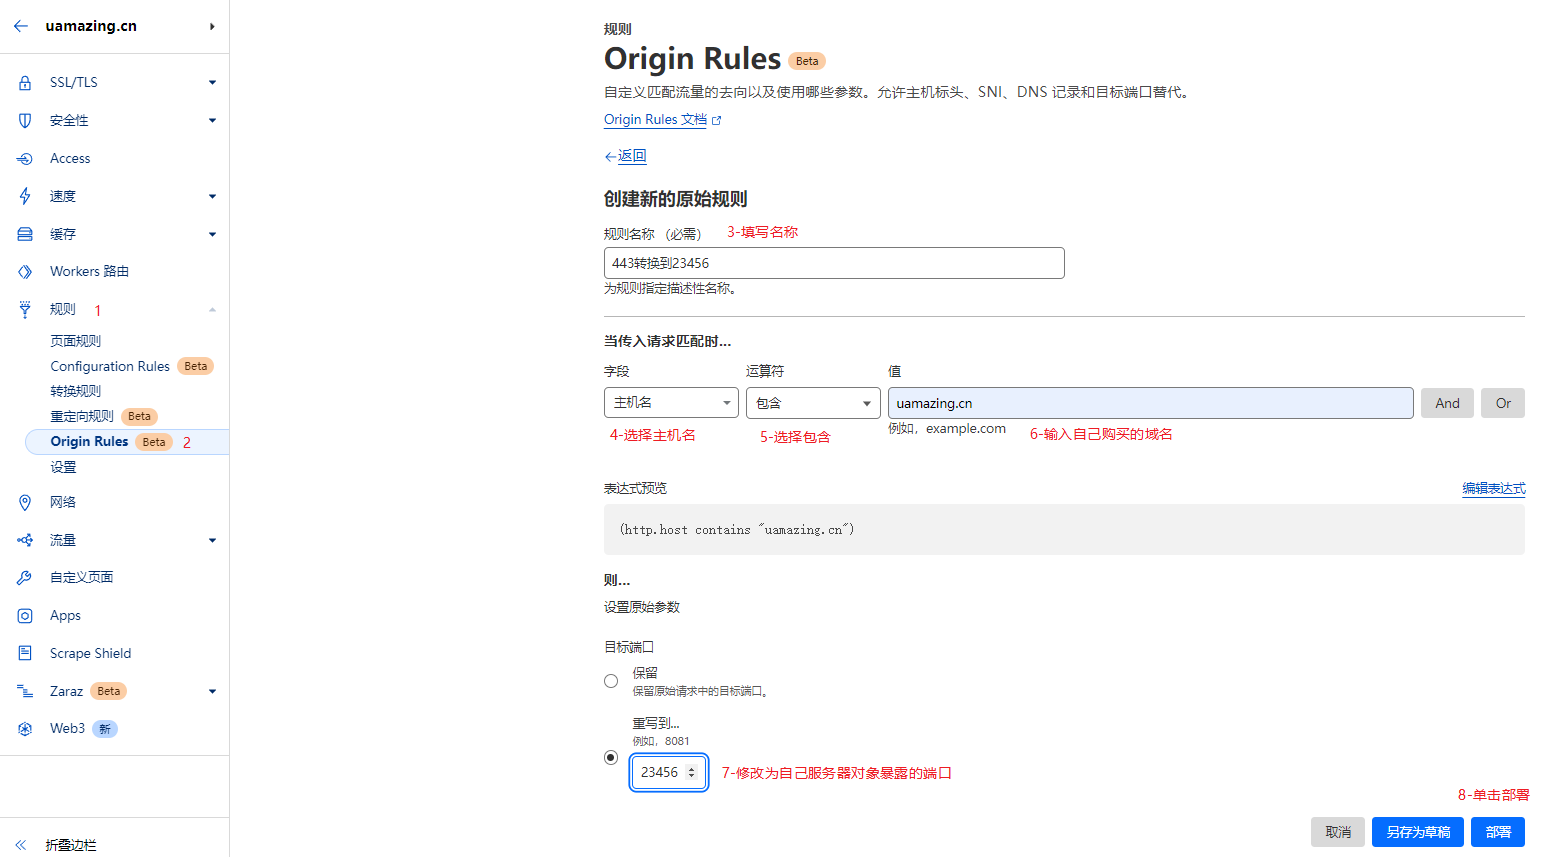 uamazing.cn
SSL/TLS
安全性
Access
速度
缓存
Workers 路由
规则 1
页面规则
Configuration Rules Beta
转换规则
重定向规则 Beta
Origin Rules Beta 2
设置
网络
流量
自定义页面
Apps
Scrape Shield
Zaraz Beta
Web3 新
折叠边栏
规则
Origin Rules Beta
自定义匹配流量的去向以及使用哪些参数。允许主机标头、SNI、DNS 记录和目标端口替代。
Origin Rules 文档
返回
创建新的原始规则
规则名称 （必需） 3-填写名称
443转换到23456
为规则指定描述性名称。
当传入请求匹配时...
字段 运算符 值
主机名 包含 uamazing.cn And Or
例如，example.com
4-选择主机名 5-选择包含 6-输入自己购买的域名
表达式预览 编辑表达式
(http.host contains "uamazing.cn")
则...
设置原始参数
目标端口
保留
保留原始请求中的目标端口。
重写到...
例如，8081
23456 7-修改为自己服务器对象暴露的端口
8-单击部署
取消 另存为草稿 部署